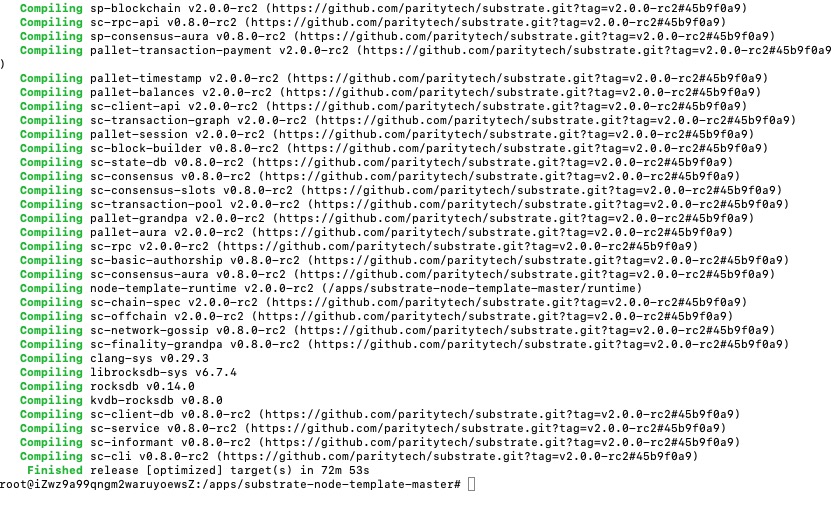 Compiling sp-blockchain v2.0.0-rc2 (https://github.com/paritytech/substrate.git?tag=v2.0.0-rc2#45b9f0a9)
Compiling sc-rpc-api v0.8.0-rc2 (https://github.com/paritytech/substrate.git?tag=v2.0.0-rc2#45b9f0a9)
Compiling sp-consensus-aura v0.8.0-rc2 (https://github.com/paritytech/substrate.git?tag=v2.0.0-rc2#45b9f0a9)
Compiling pallet-transaction-payment v2.0.0-rc2 (https://github.com/paritytech/substrate.git?tag=v2.0.0-rc2#45b9f0a9
)
Compiling pallet-timestamp v2.0.0-rc2 (https://github.com/paritytech/substrate.git?tag=v2.0.0-rc2#45b9f0a9)
Compiling pallet-balances v2.0.0-rc2 (https://github.com/paritytech/substrate.git?tag=v2.0.0-rc2#45b9f0a9)
Compiling sc-client-api v2.0.0-rc2 (https://github.com/paritytech/substrate.git?tag=v2.0.0-rc2#45b9f0a9)
Compiling sc-transaction-graph v2.0.0-rc2 (https://github.com/paritytech/substrate.git?tag=v2.0.0-rc2#45b9f0a9)
Compiling pallet-session v2.0.0-rc2 (https://github.com/paritytech/substrate.git?tag=v2.0.0-rc2#45b9f0a9)
Compiling sc-block-builder v0.8.0-rc2 (https://github.com/paritytech/substrate.git?tag=v2.0.0-rc2#45b9f0a9)
Compiling sc-state-db v0.8.0-rc2 (https://github.com/paritytech/substrate.git?tag=v2.0.0-rc2#45b9f0a9)
Compiling sc-consensus v0.8.0-rc2 (https://github.com/paritytech/substrate.git?tag=v2.0.0-rc2#45b9f0a9)
Compiling sc-consensus-slots v0.8.0-rc2 (https://github.com/paritytech/substrate.git?tag=v2.0.0-rc2#45b9f0a9)
Compiling sc-transaction-pool v2.0.0-rc2 (https://github.com/paritytech/substrate.git?tag=v2.0.0-rc2#45b9f0a9)
Compiling pallet-grandpa v2.0.0-rc2 (https://github.com/paritytech/substrate.git?tag=v2.0.0-rc2#45b9f0a9)
Compiling pallet-aura v2.0.0-rc2 (https://github.com/paritytech/substrate.git?tag=v2.0.0-rc2#45b9f0a9)
Compiling sc-rpc v2.0.0-rc2 (https://github.com/paritytech/substrate.git?tag=v2.0.0-rc2#45b9f0a9)
Compiling sc-basic-authorship v0.8.0-rc2 (https://github.com/paritytech/substrate.git?tag=v2.0.0-rc2#45b9f0a9)
Compiling sc-consensus-aura v0.8.0-rc2 (https://github.com/paritytech/substrate.git?tag=v2.0.0-rc2#45b9f0a9)
Compiling node-template-runtime v2.0.0-rc2 (/apps/substrate-node-template-master/runtime)
Compiling sc-chain-spec v2.0.0-rc2 (https://github.com/paritytech/substrate.git?tag=v2.0.0-rc2#45b9f0a9)
Compiling sc-offchain v2.0.0-rc2 (https://github.com/paritytech/substrate.git?tag=v2.0.0-rc2#45b9f0a9)
Compiling sc-network-gossip v0.8.0-rc2 (https://github.com/paritytech/substrate.git?tag=v2.0.0-rc2#45b9f0a9)
Compiling sc-finality-grandpa v0.8.0-rc2 (https://github.com/paritytech/substrate.git?tag=v2.0.0-rc2#45b9f0a9)
Compiling clang-sys v0.29.3
Compiling librocksdb-sys v6.7.4
Compiling rocksdb v0.14.0
Compiling kvdb-rocksdb v0.8.0
Compiling sc-client-db v0.8.0-rc2 (https://github.com/paritytech/substrate.git?tag=v2.0.0-rc2#45b9f0a9)
Compiling sc-service v0.8.0-rc2 (https://github.com/paritytech/substrate.git?tag=v2.0.0-rc2#45b9f0a9)
Compiling sc-informant v0.8.0-rc2 (https://github.com/paritytech/substrate.git?tag=v2.0.0-rc2#45b9f0a9)
Compiling sc-cli v0.8.0-rc2 (https://github.com/paritytech/substrate.git?tag=v2.0.0-rc2#45b9f0a9)
Finished release [optimized] target(s) in 72m 53s
root@iZwz9a99qngm2waruyoewsZ:/apps/substrate-node-template-master#